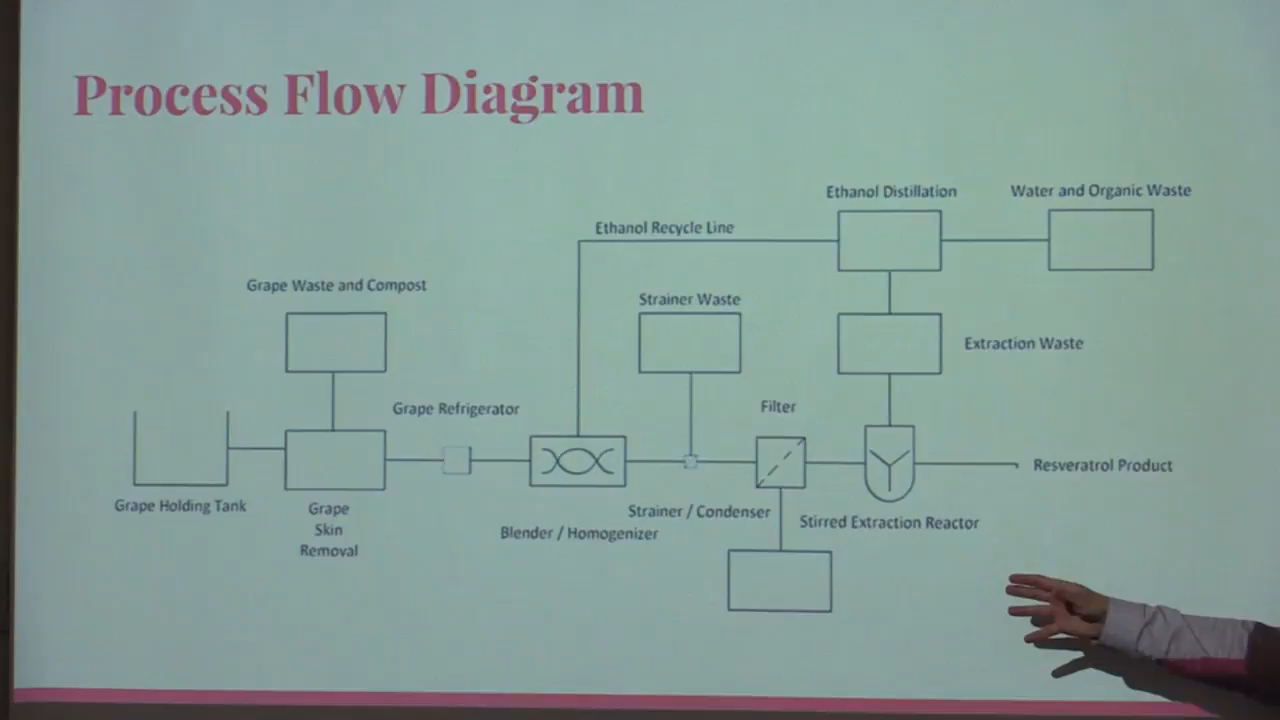 Process Flow Diagram
Ethanol Distillation
Water and Organic Waste
Ethanol Recycle Line
Grape Waste and Compost
Strainer Waste
Extraction Waste
Grape Refrigerator
Filter
Resveratrol Product
Grape Holding Tank
Grape
Skin
Removal
Blender / Homogenizer
Strainer / Condenser
Stirred Extraction Reactor